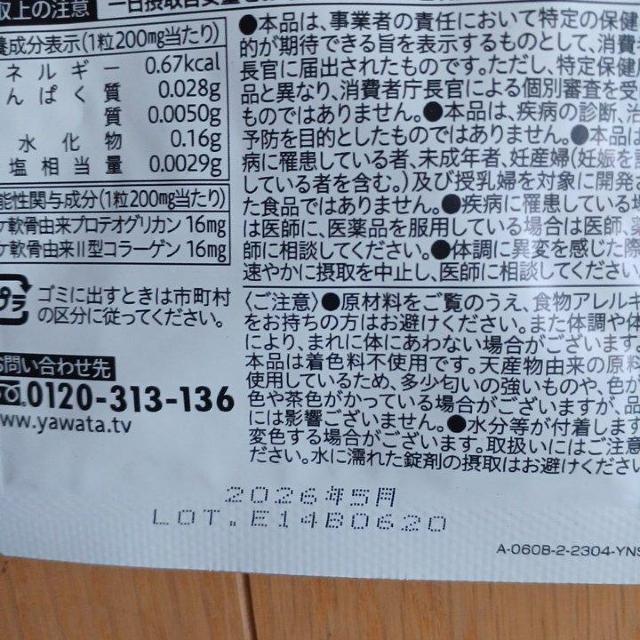 取上の注意
養成分表示(1粒200㎎当たり)
ネルギー 0.67kcal
んぱく質 0.028g
質 0.0050g
水化物 0.16g
塩相当量 0.0029g
能性関与成分(1粒200㎎当たり)
ケ軟骨由来プロテオグリカン 16mg
ケ軟骨由来Ⅱ型コラーゲン 16mg
プラ
ゴミに出すときは市町村
の区分に従ってください。
お問い合わせ先
0120-313-136
www.yawata.tv
●本品は、事業者の責任において特定の保健
的が期待できる旨を表示するものとして、消費
長官に届出されたものです。ただし、特定保健
品と異なり、消費者庁長官による個別審査を受
ものではありません。●本品は、疾病の診断、治
予防を目的としたものではありません。●本品は
病に罹患している者、未成年者、妊産婦(妊娠を
している者を含む。)及び授乳婦を対象に開発
た食品ではありません。●疾病に罹患している場
は医師に、医薬品を服用している場合は医師、薬
師に相談してください。●体調に異変を感じた際
速やかに摂取を中止し、医師に相談してください
〈ご注意〉●原材料をご覧のうえ、食物アレルギ
をお持ちの方はお避けください。また体調や体
により、まれに体にあわない場合がございます
本品は着色料不使用です。天産物由来の原料
使用しているため、多少匂いの強いものや、色が
色や茶色がかっている場合がございますが、品
には影響ございません。●水分等が付着します
変色する場合がございます。取扱いにはご注意
ださい。水に濡れた錠剤の摂取はお避けくださ
2026年5月
LOT.E14B0620
A-060B-2-2304-YNS